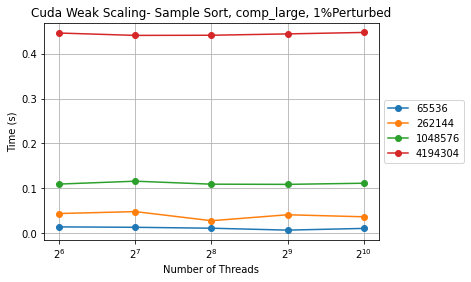 Cuda Weak Scaling- Sample Sort, comp_large, 1%Perturbed
Time (s)
0.4
0.3
0.2
0.1
0.0
2^6 2^7 2^8 2^9 2^10
Number of Threads
65536
262144
1048576
4194304